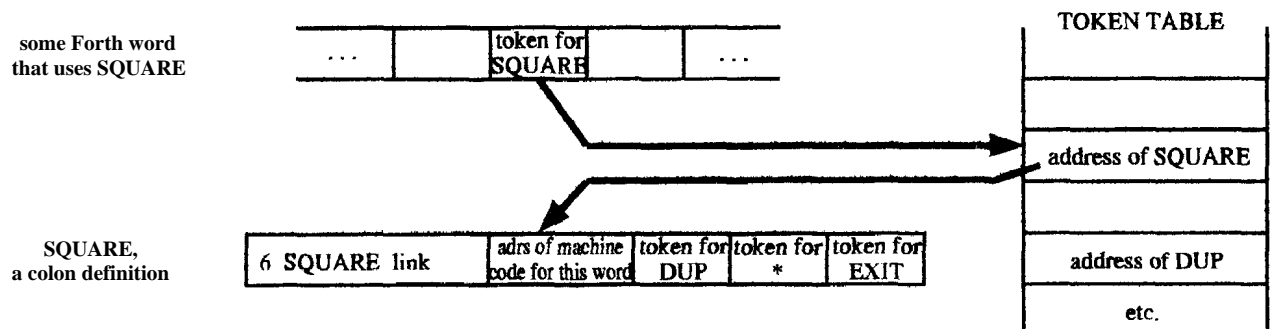 TOKEN TABLE
some Forth word
that uses SQUARE
...
token for
SQUARE
...
address of SQUARE
SQUARE,
a colon definition
6 SQUARE link
adrs of machine
code for this word
token for
DUP
token for
*
token for
EXIT
address of DUP
etc.